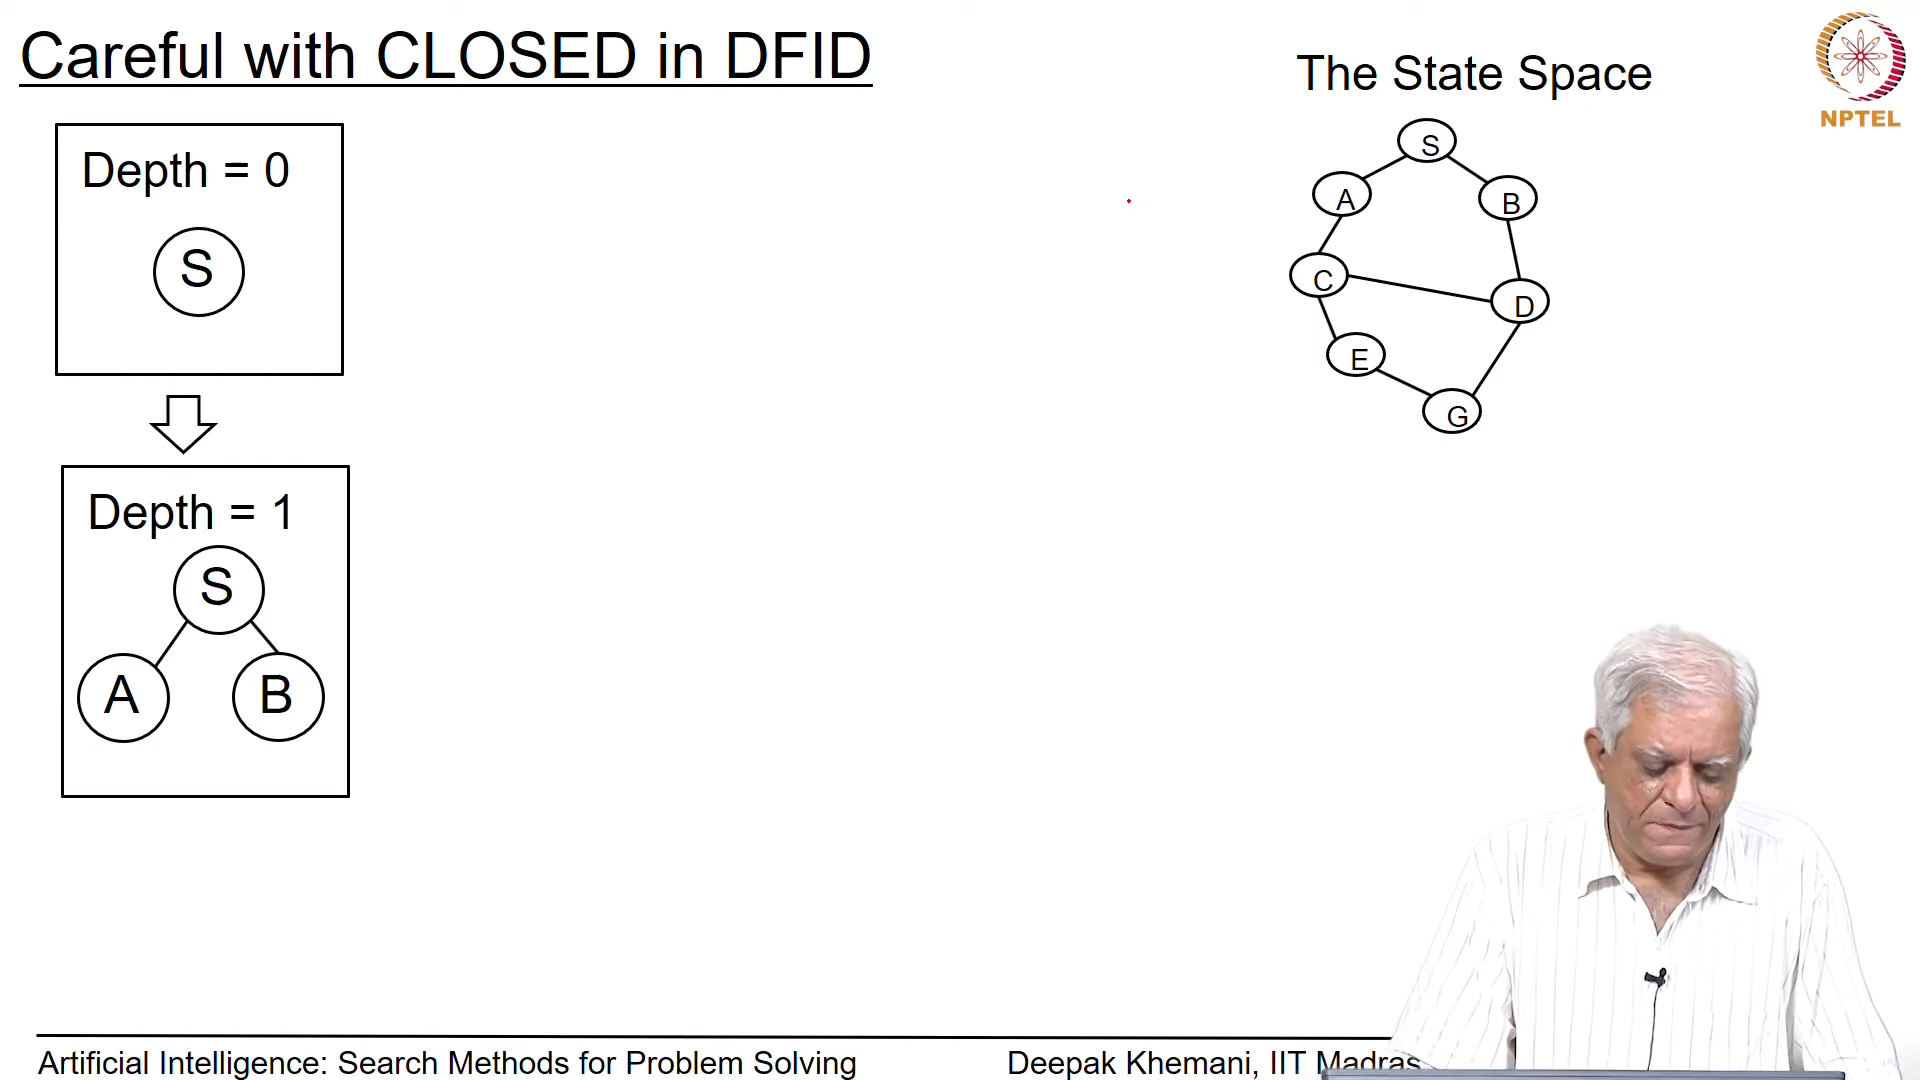 Careful with CLOSED in DFID
The State Space
NPTEL
Depth = 0
S
Depth = 1
S
A B
S
A
B
C
D
E
G
Artificial Intelligence: Search Methods for Problem Solving
Deepak Khemani, IIT Madras